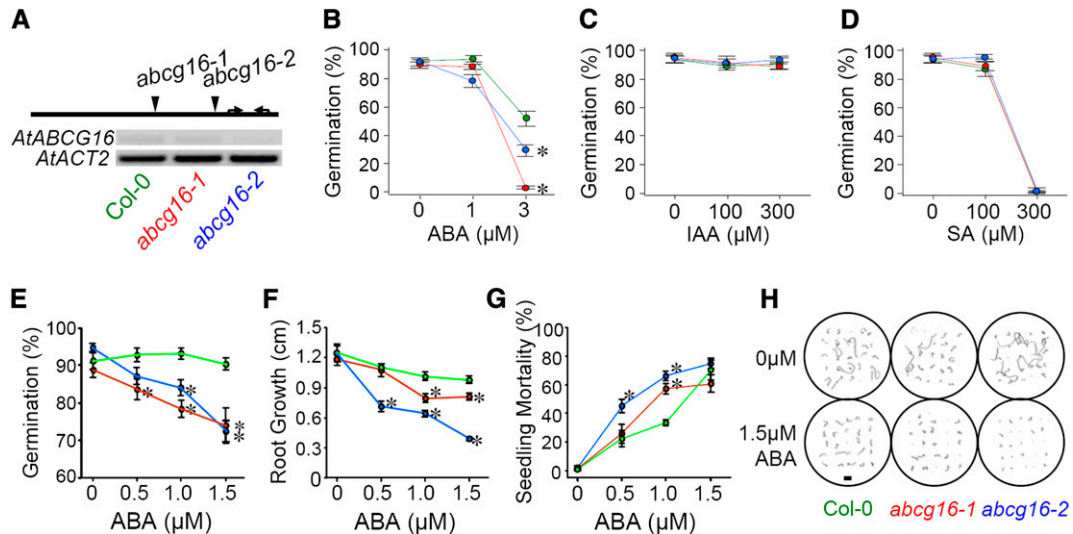 A
abcg16-1
abcg16-2
AtABCG16
AtACT2
Col-0
abcg16-1
abcg16-2
B
Germination (%)
100
80
60
40
20
0
*
*
0 1 3
ABA (µM)
C
Germination (%)
100
80
60
40
20
0
0 100 300
IAA (µM)
D
Germination (%)
100
80
60
40
20
0
0 100 300
SA (µM)
E
Germination (%)
100
90
80
70
60
*
*
*
*
*
0 0.5 1.0 1.5
ABA (µM)
F
Root Growth (cm)
1.5
1.2
0.9
0.6
0.3
0
*
*
*
*
*
0 0.5 1.0 1.5
ABA (µM)
G
Seedling Mortality (%)
100
80
60
40
20
0
*
*
*
0 0.5 1.0 1.5
ABA (µM)
H
0µM
1.5µM
ABA
Col-0 abcg16-1 abcg16-2